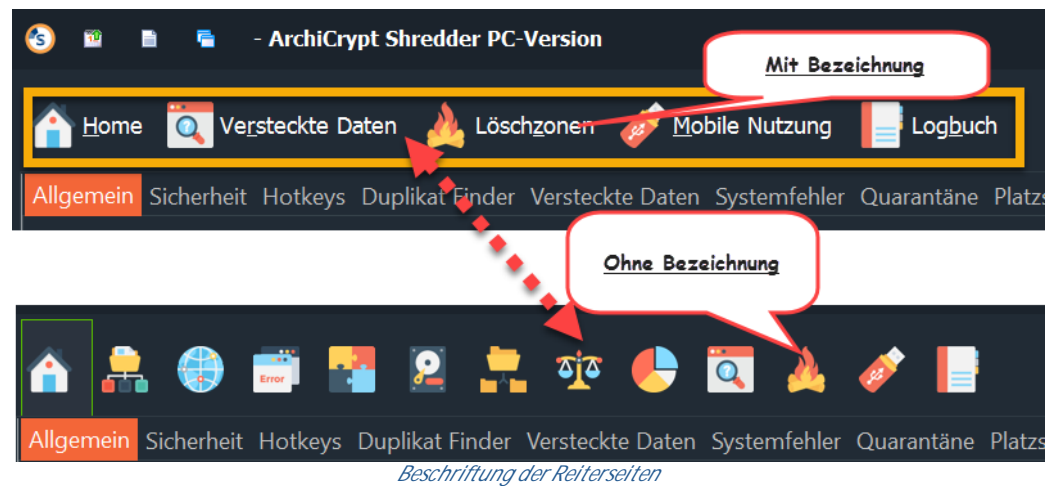 - ArchiCrypt Shredder PC-Version
Mit Bezeichnung
Home Versteckte Daten Löschzonen Mobile Nutzung Logbuch
Allgemein Sicherheit Hotkeys Duplikat Finder Versteckte Daten Systemfehler Quarantäne Platzs
Ohne Bezeichnung
Error
Allgemein Sicherheit Hotkeys Duplikat Finder Versteckte Daten Systemfehler Quarantäne Platzs
Beschriftung der Reiterseiten